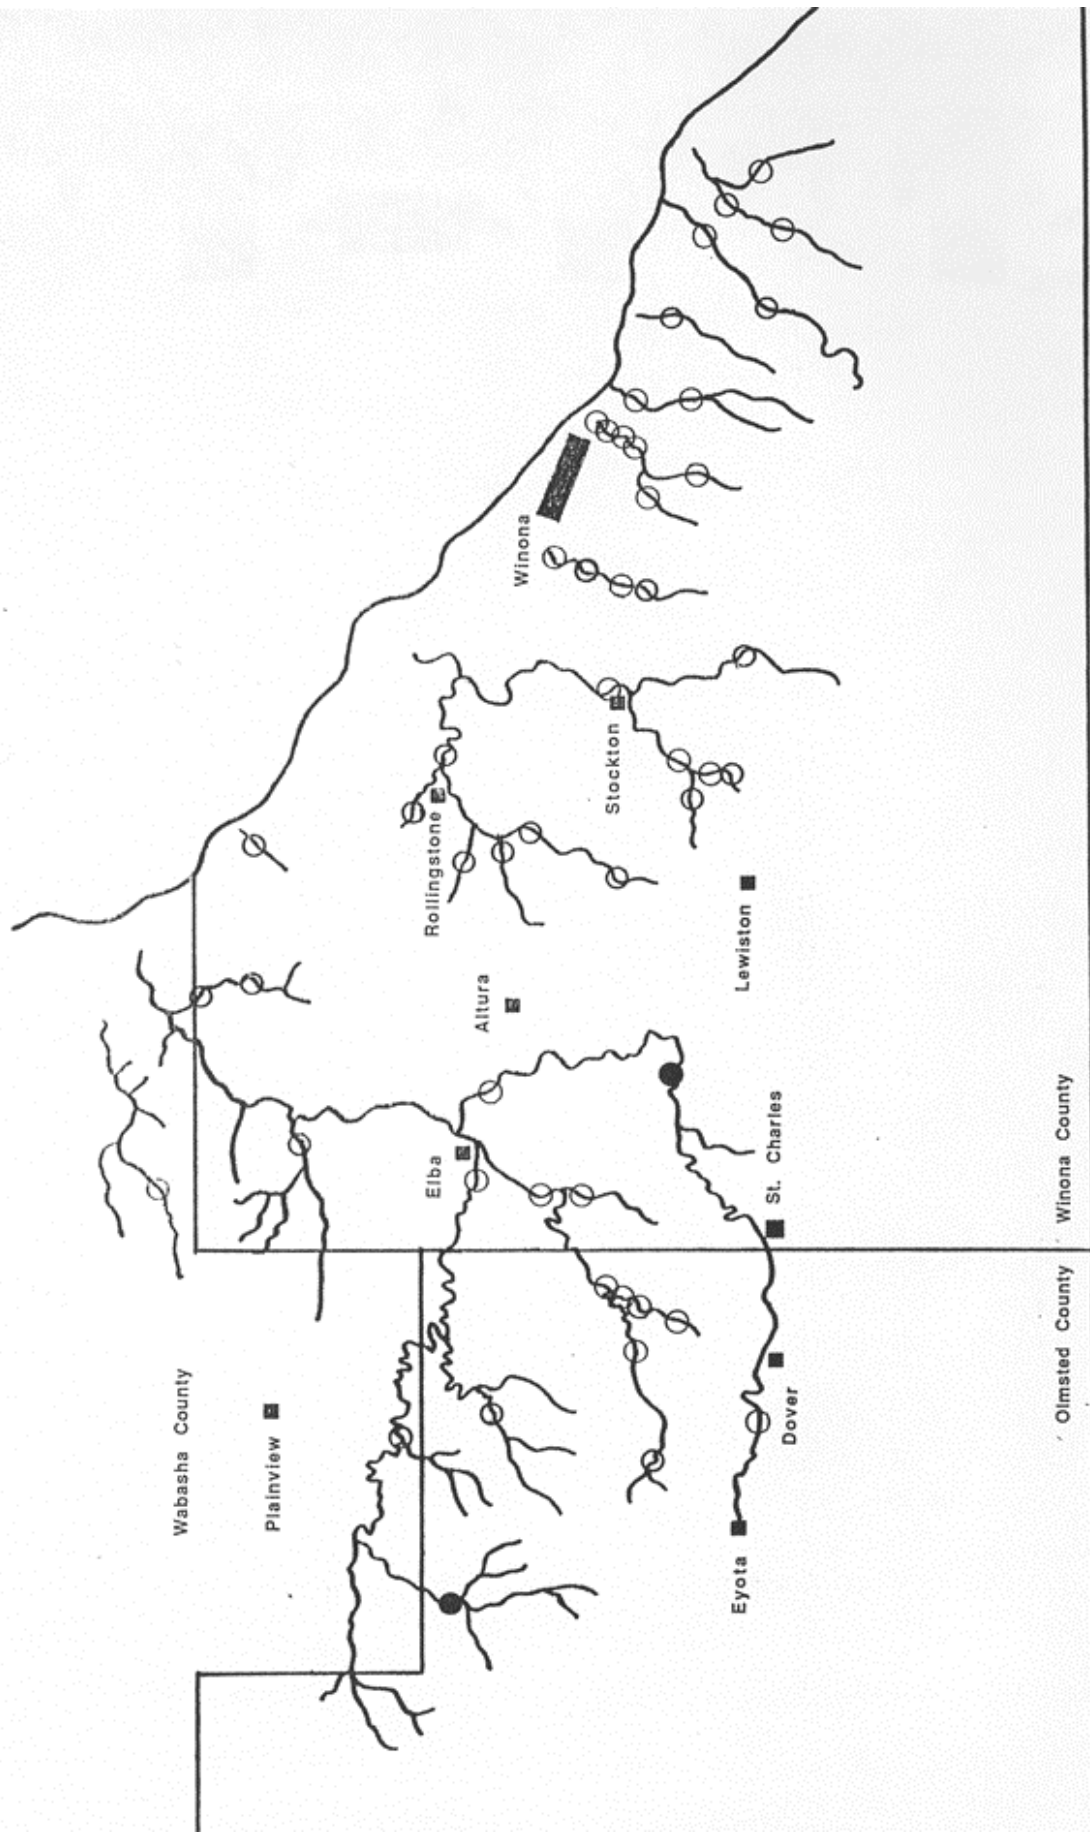 Wabasha County
Plainview
Eyota
Dover
Olmsted County
Elba
St. Charles
Winona County
Altura
Lewiston
Rollingstone
Stockton
Winona